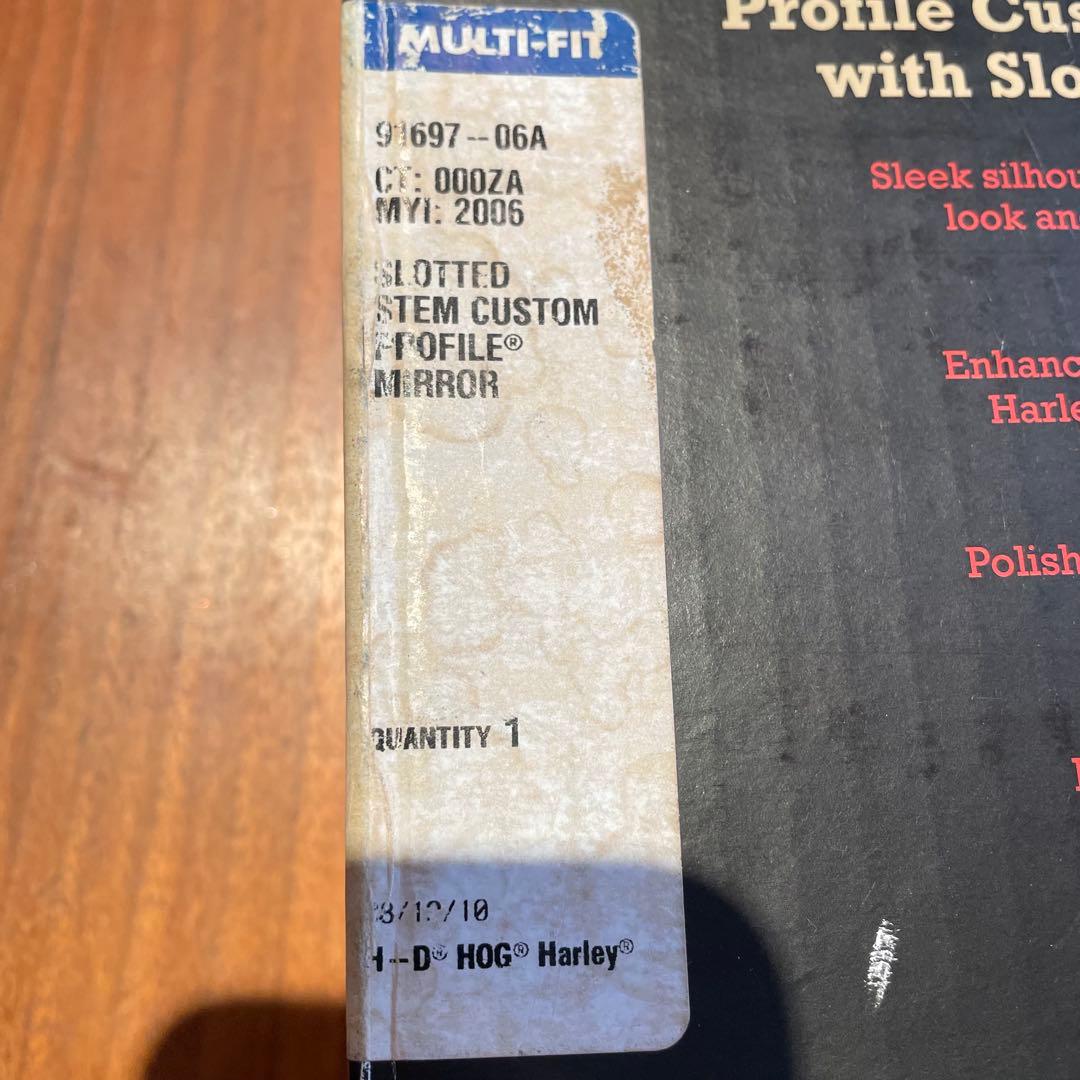 MULTI-FIT
91697--06A
CT: 000ZA
MYI: 2006
SLOTTED
STEM CUSTOM
PROFILE®
MIRROR
QUANTITY 1
H--D® HOG® Harley®
Profile Cus
with Slo
Sleek silhou
look an
Enhanc
Harle
Polish